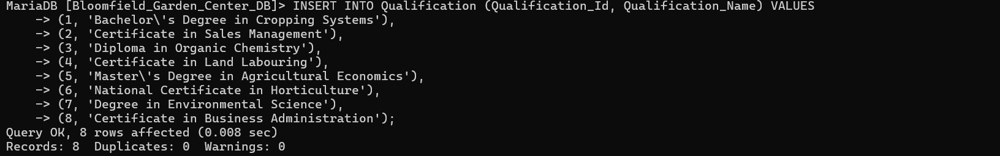 MariaDB [Bloomfield_Garden_Center_DB]> INSERT INTO Qualification (Qualification_Id, Qualification_Name) VALUES
    -> (1, 'Bachelor\'s Degree in Cropping Systems'),
    -> (2, 'Certificate in Sales Management'),
    -> (3, 'Diploma in Organic Chemistry'),
    -> (4, 'Certificate in Land Labouring'),
    -> (5, 'Master\'s Degree in Agricultural Economics'),
    -> (6, 'National Certificate in Horticulture'),
    -> (7, 'Degree in Environmental Science'),
    -> (8, 'Certificate in Business Administration');
Query OK, 8 rows affected (0.008 sec)
Records: 8  Duplicates: 0  Warnings: 0